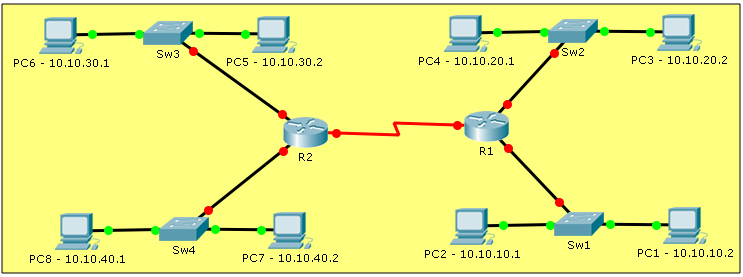 Sw3
PC6 - 10.10.30.1
PC5 - 10.10.30.2
Sw2
PC4 - 10.10.20.1
PC3 - 10.10.20.2
R2
R1
Sw4
PC8 - 10.10.40.1
PC7 - 10.10.40.2
Sw1
PC2 - 10.10.10.1
PC1 - 10.10.10.2